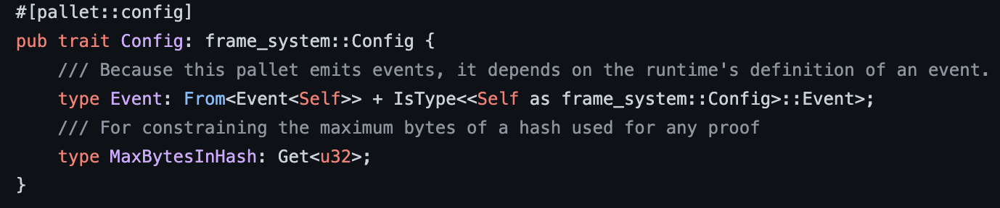 #[pallet::config]
pub trait Config: frame_system::Config {
    /// Because this pallet emits events, it depends on the runtime's definition of an event.
    type Event: From<Event<Self>> + IsType<<Self as frame_system::Config>::Event>;
    /// For constraining the maximum bytes of a hash used for any proof
    type MaxBytesInHash: Get<u32>;
}